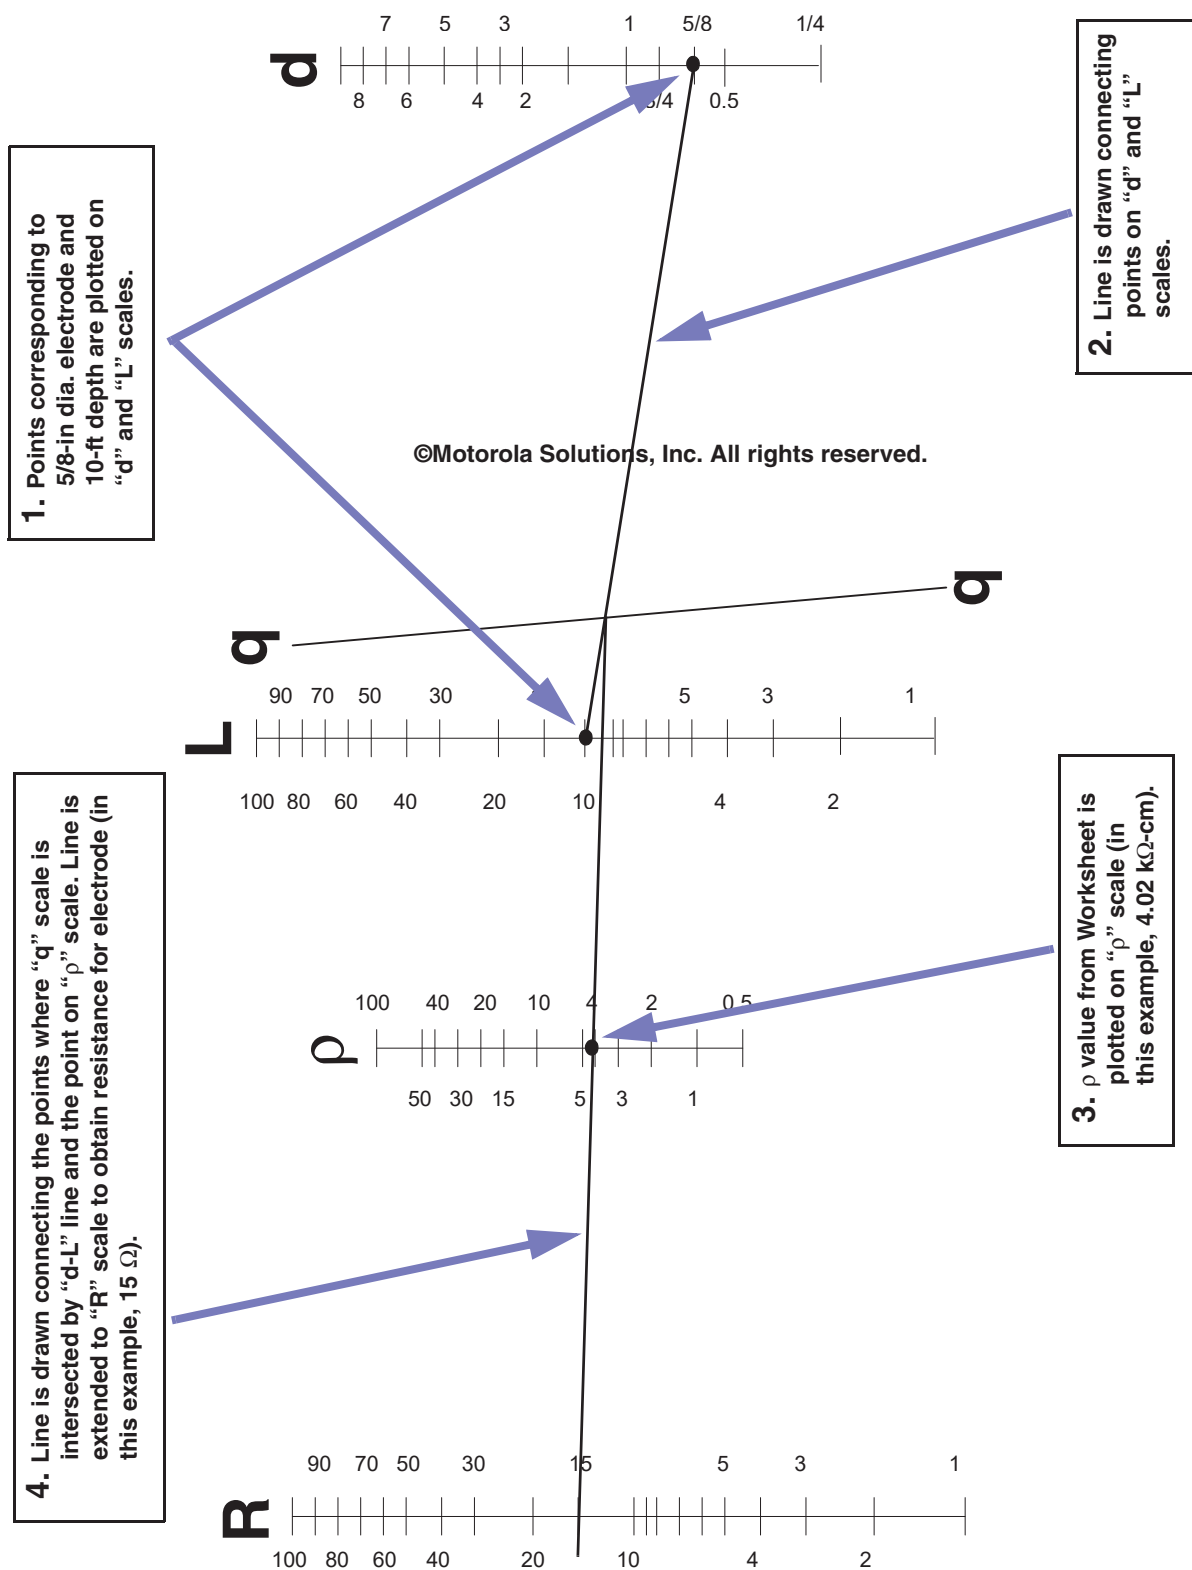 7 5 3 1 5/8 1/4
d
8 6 4 2 3/4 0.5
1. Points corresponding to
5/8-in dia. electrode and
10-ft depth are plotted on
“d” and “L” scales.
2. Line is drawn connecting
points on “d” and “L”
scales.
©Motorola Solutions, Inc. All rights reserved.
q
q
90 70 50 30 5 3 1
L
100 80 60 40 20 10 4 2
4. Line is drawn connecting the points where “q” scale is
intersected by “d-L” line and the point on “ρ” scale. Line is
extended to “R” scale to obtain resistance for electrode (in
this example, 15 Ω).
3. ρ value from Worksheet is
plotted on “ρ” scale (in
this example, 4.02 kΩ-cm).
100 40 20 10 4 2 0.5
ρ
50 30 15 5 3 1
90 70 50 30 15 5 3 1
R
100 80 60 40 20 10 4 2